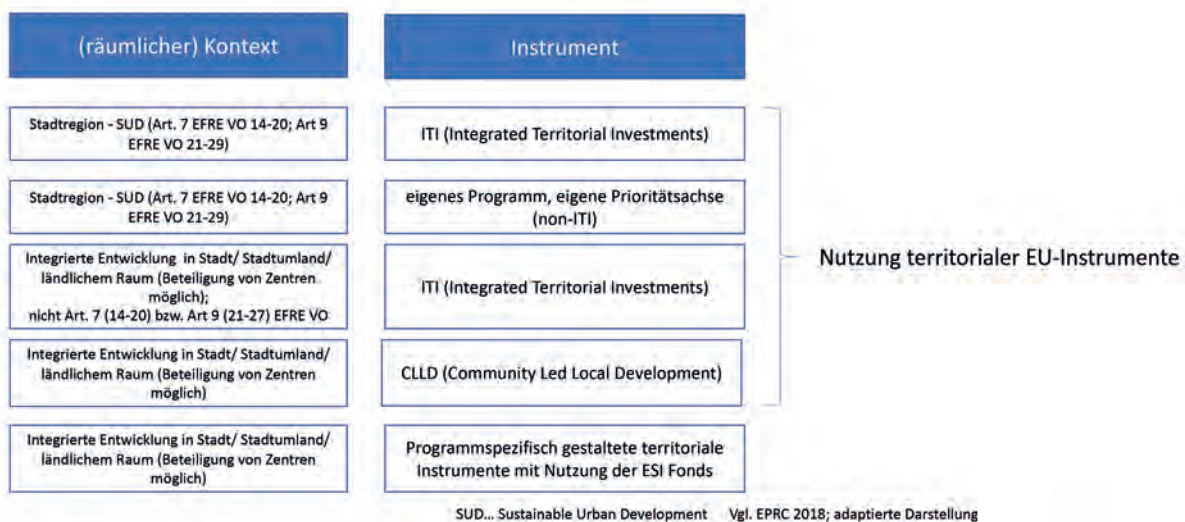 (räumlicher) Kontext
Instrument
Stadtregion - SUD (Art. 7 EFRE VO 14-20; Art 9
EFRE VO 21-29)
ITI (Integrated Territorial Investments)
Stadtregion - SUD (Art. 7 EFRE VO 14-20; Art 9
EFRE VO 21-29)
eigenes Programm, eigene Prioritätsachse
(non-ITI)
Integrierte Entwicklung in Stadt/ Stadtumland/
ländlichem Raum (Beteiligung von Zentren
möglich);
nicht Art. 7 (14-20) bzw. Art 9 (21-27) EFRE VO
ITI (Integrated Territorial Investments)
Integrierte Entwicklung in Stadt/ Stadtumland/
ländlichem Raum (Beteiligung von Zentren
möglich)
CLLD (Community Led Local Development)
Integrierte Entwicklung in Stadt/ Stadtumland/
ländlichem Raum (Beteiligung von Zentren
möglich)
Programmspezifisch gestaltete territoriale
Instrumente mit Nutzung der ESI Fonds
Nutzung territorialer EU-Instrumente
SUD... Sustainable Urban Development Vgl. EPRC 2018; adaptierte Darstellung